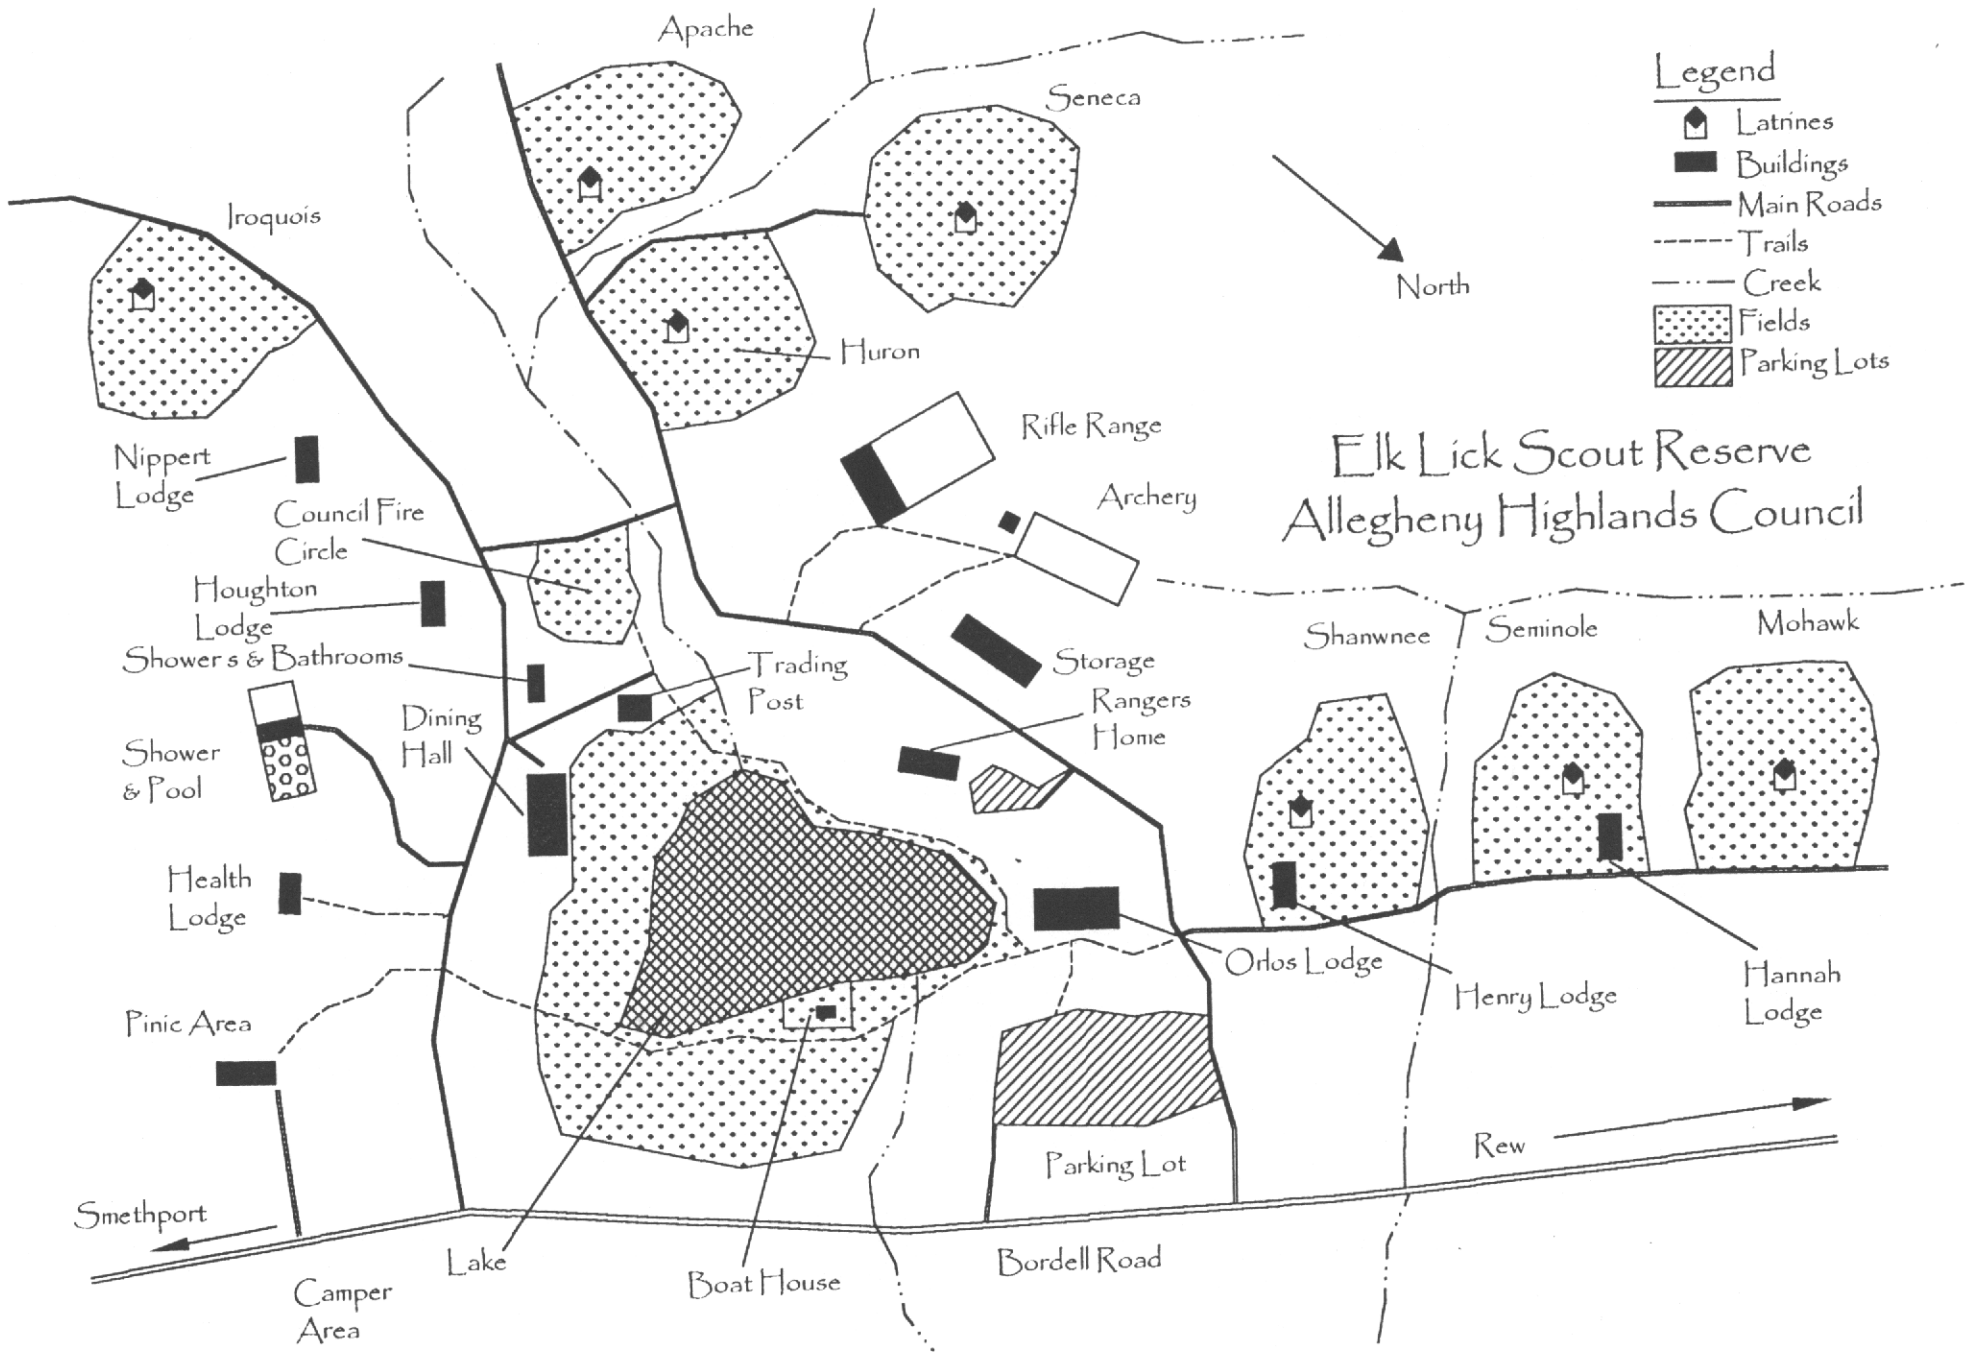 Apache
Seneca
Legend
Latrines
Buildings
Main Roads
Trails
Creek
Fields
Parking Lots
Iroquois
North
Huron
Rifle Range
Archery
Elk Lick Scout Reserve
Allegheny Highlands Council
Nippert
Lodge
Council Fire
Circle
Houghton
Lodge
Showers & Bathrooms
Shanwnee
Seminole
Mohawk
Trading
Post
Storage
Rangers
Home
Dining
Hall
Shower
& Pool
Health
Lodge
Orlos Lodge
Henry Lodge
Hannah
Lodge
Pinic Area
Parking Lot
Rew
Smethport
Lake
Boat House
Bordell Road
Camper
Area